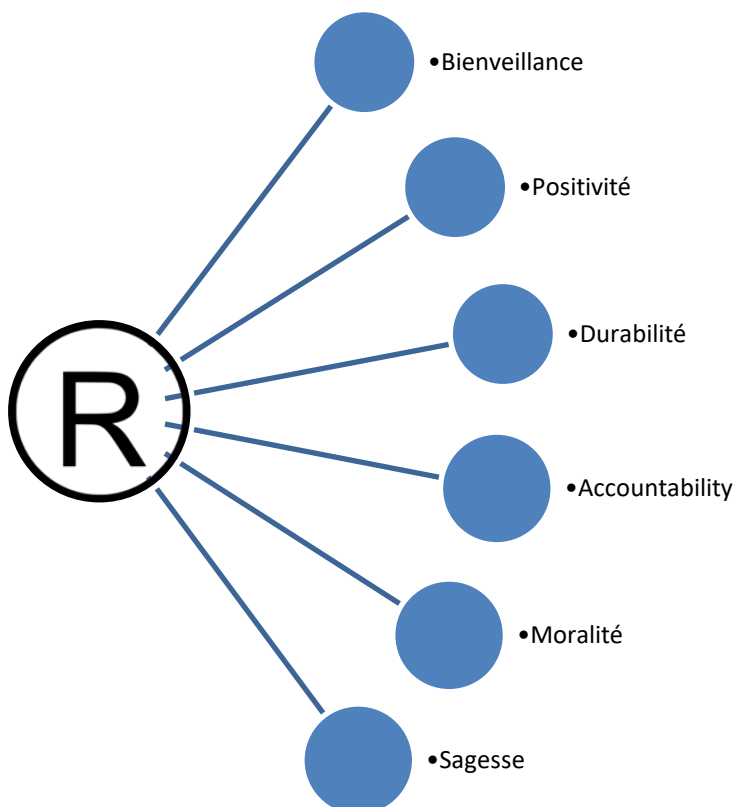 •Bienveillance
•Positivité
•Durabilité
R
•Accountability
•Moralité
•Sagesse